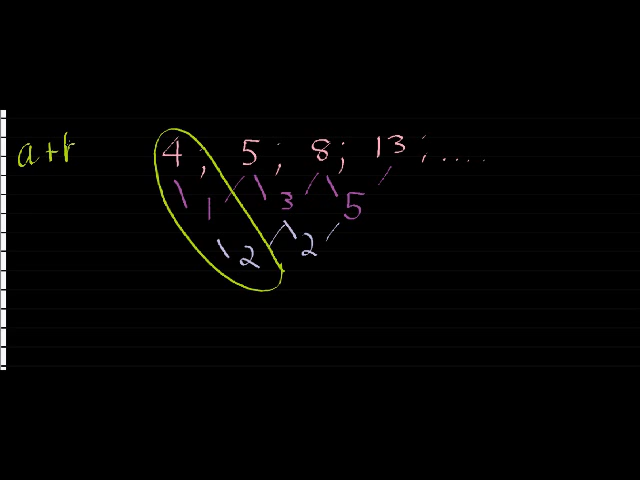 a+b 4; 5; 8; 13; .....
1 3 5
2 2